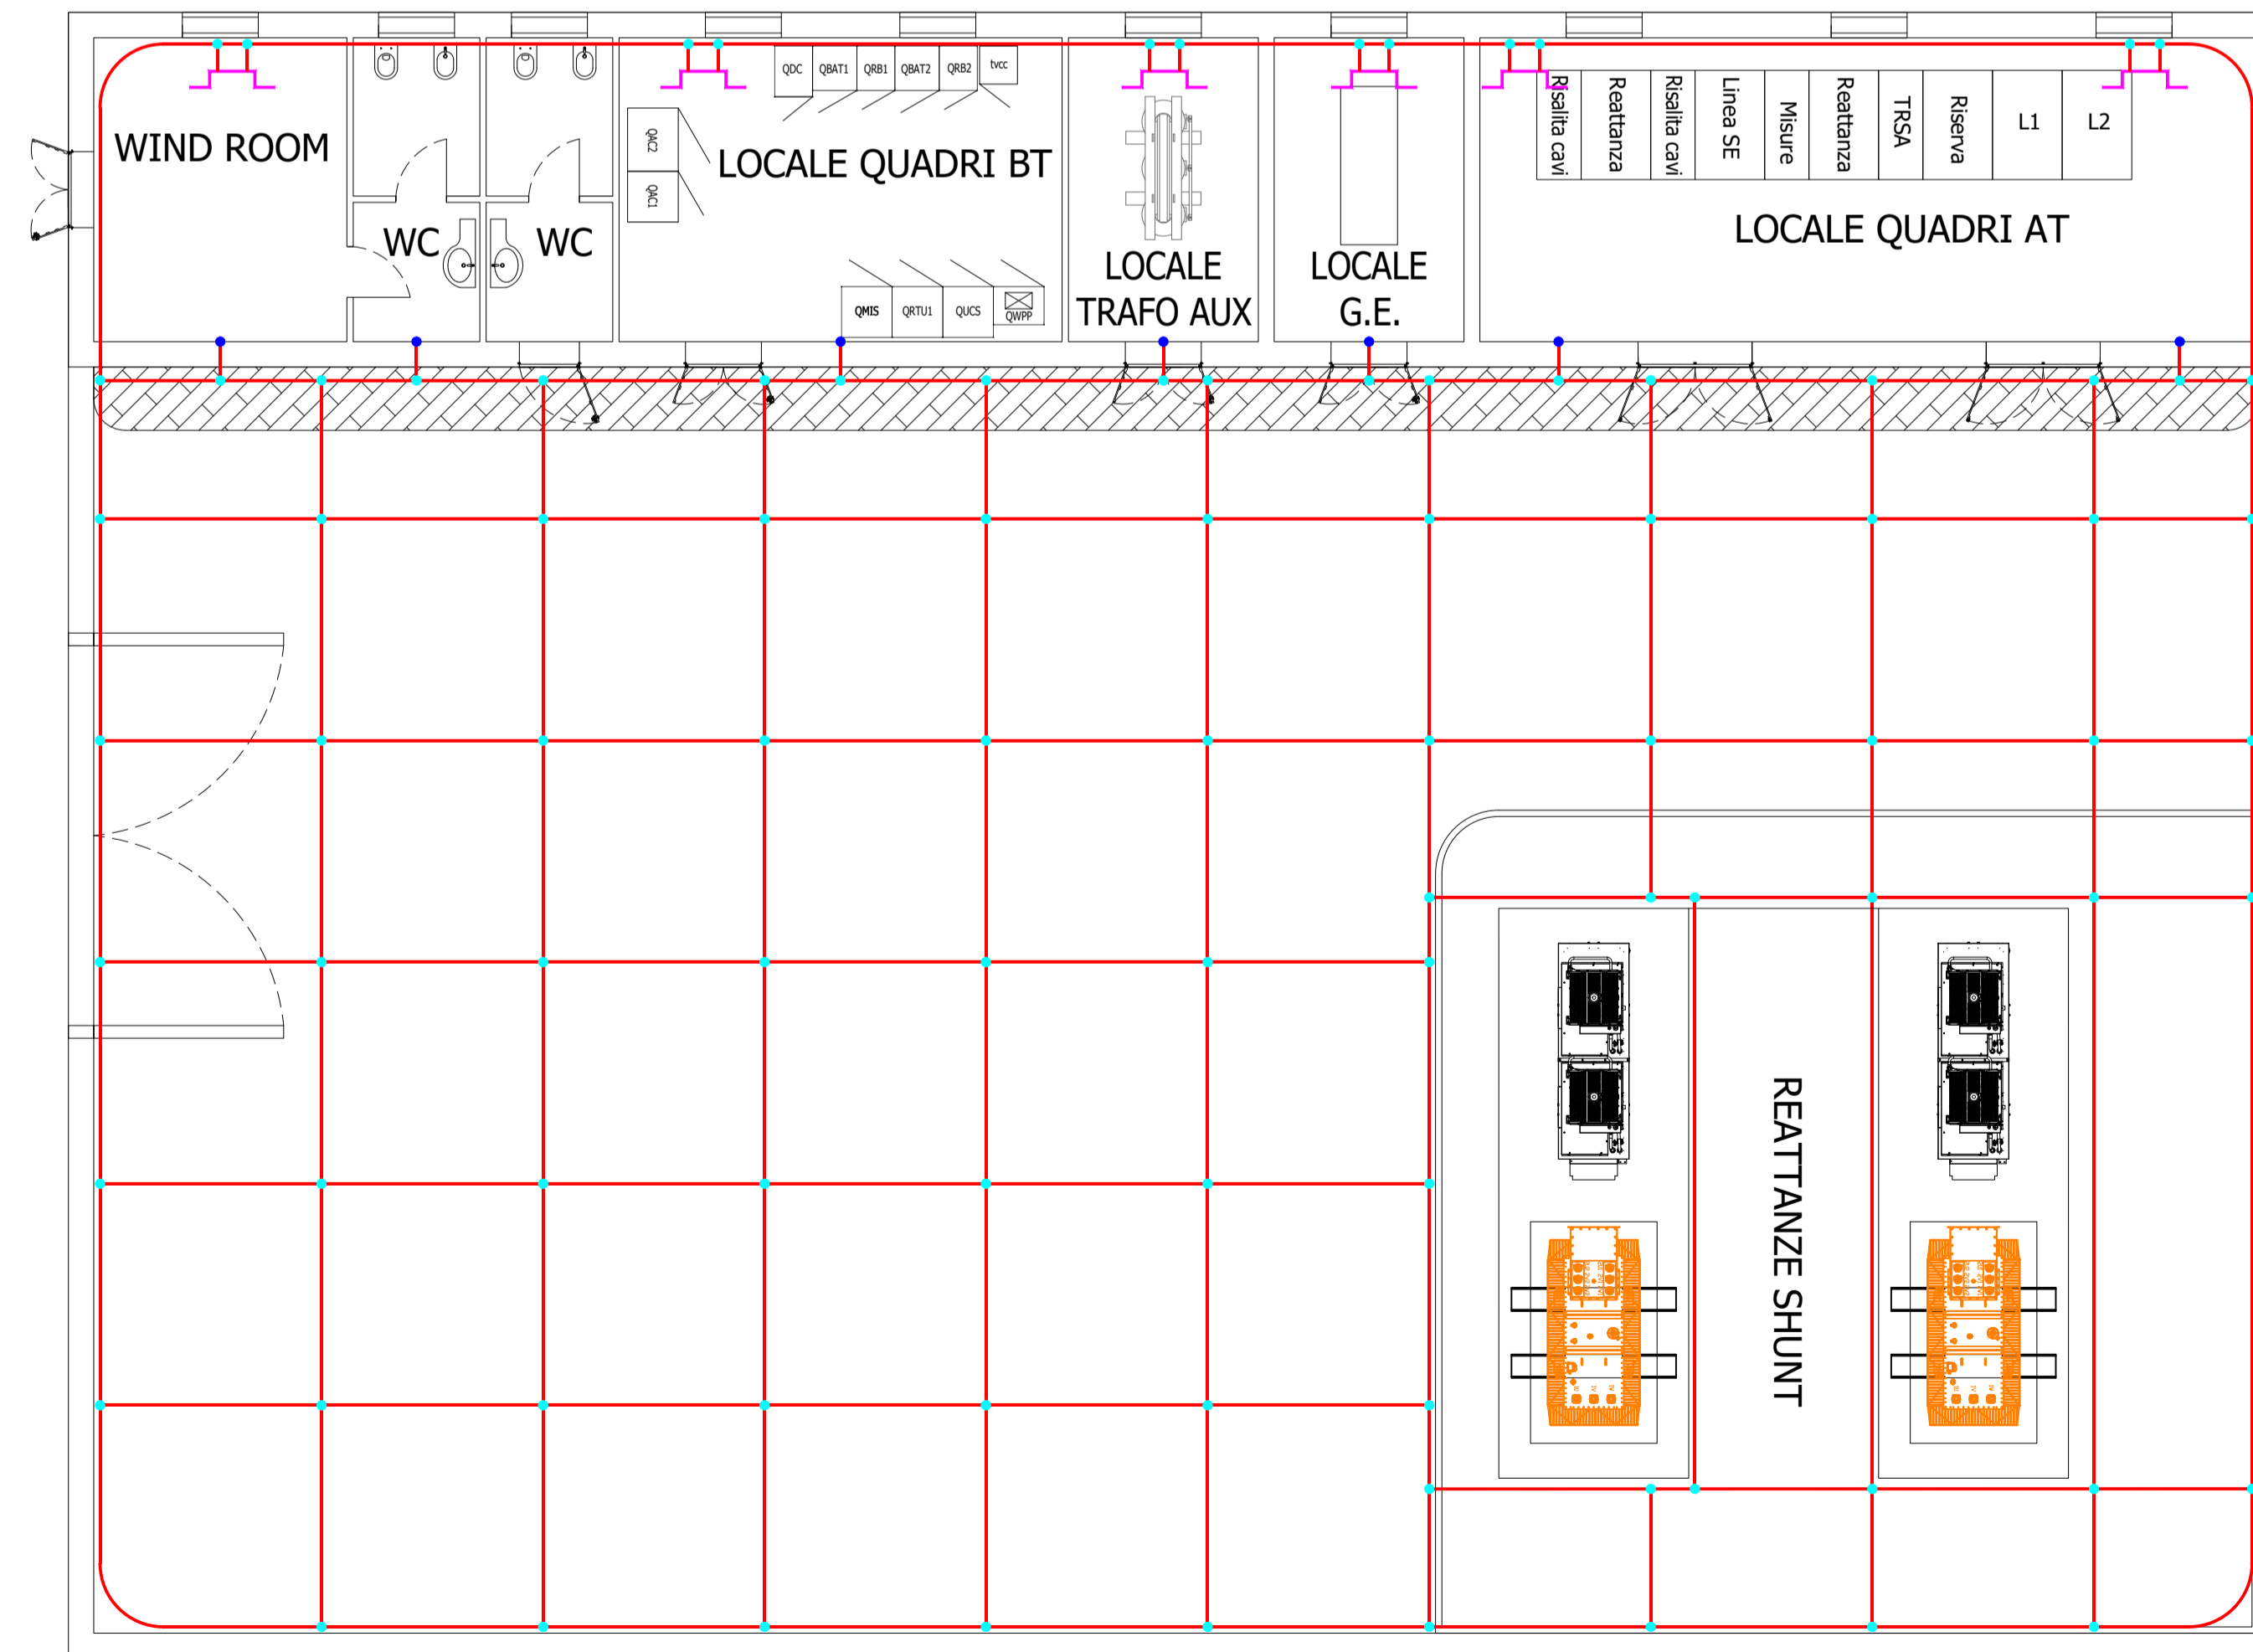 QDC
QBAT1
QRB1
QBAT2
QRB2
tvcc
WIND ROOM
QAC2
QAC1
LOCALE QUADRI BT
Risalita cavi
Reattanza
Risalita cavi
Linea SE
Misure
Reattanza
TRSA
Riserva
L1
L2
WC
WC
LOCALE QUADRI AT
LOCALE
TRAFO AUX
LOCALE
G.E.
QMIS
QRTU1
QUCS
QWPP
REATTANZE SHUNT